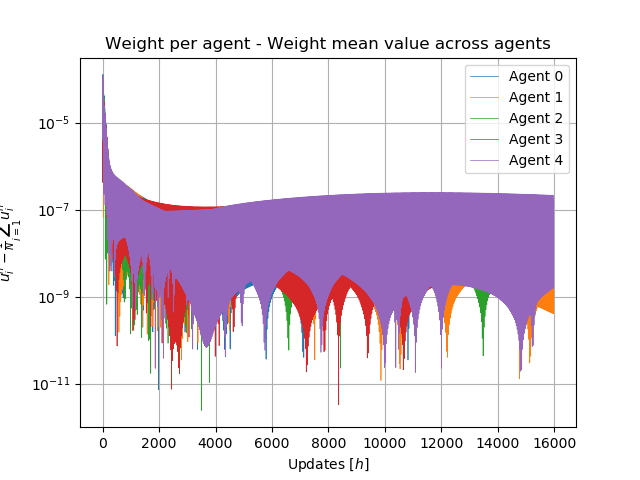 Weight per agent - Weight mean value across agents
Agent 0
Agent 1
Agent 2
Agent 3
Agent 4
10⁻⁵
10⁻⁷
10⁻⁹
10⁻¹¹
0 2000 4000 6000 8000 10000 12000 14000 16000
Updates [h]